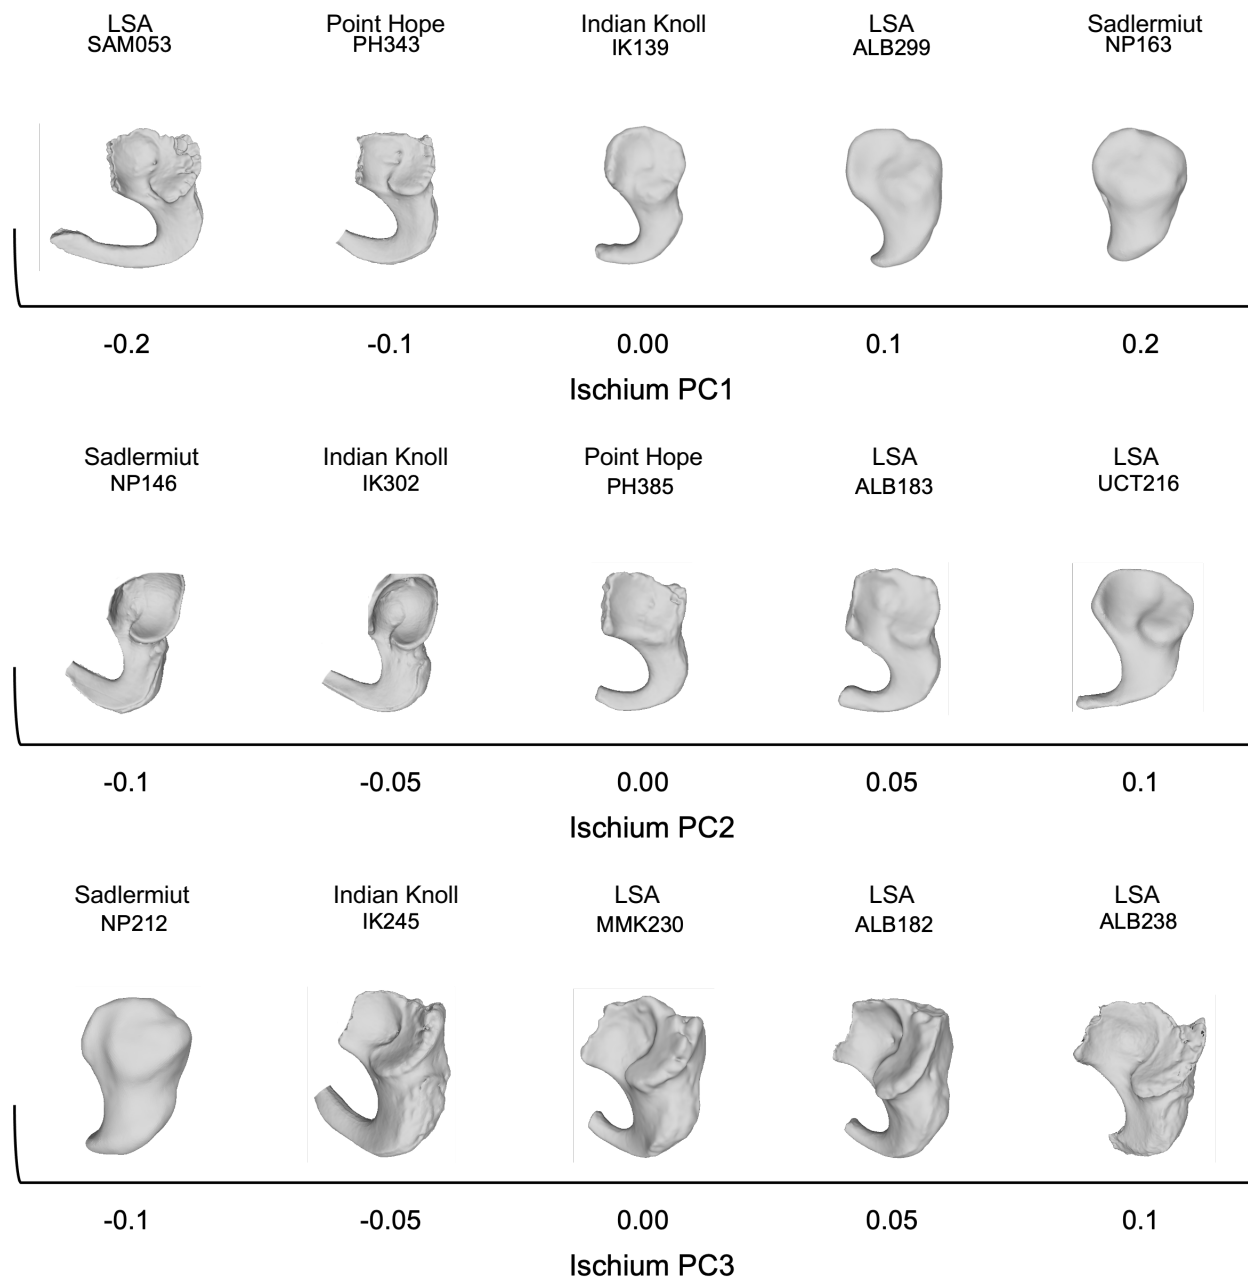 LSA
SAM053
Point Hope
PH343
Indian Knoll
IK139
LSA
ALB299
Sadlermiut
NP163
-0.2
-0.1
0.00
0.1
0.2
Ischium PC1
Sadlermiut
NP146
Indian Knoll
IK302
Point Hope
PH385
LSA
ALB183
LSA
UCT216
-0.1
-0.05
0.00
0.05
0.1
Ischium PC2
Sadlermiut
NP212
Indian Knoll
IK245
LSA
MMK230
LSA
ALB182
LSA
ALB238
-0.1
-0.05
0.00
0.05
0.1
Ischium PC3